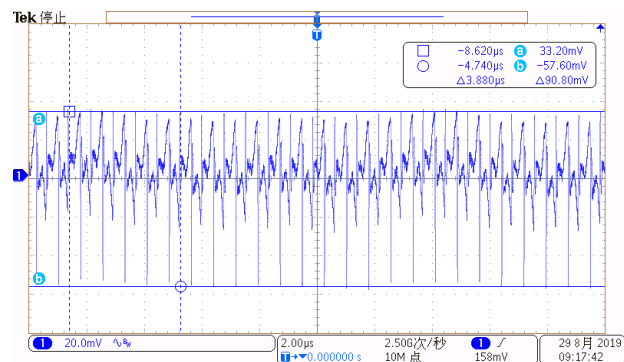 Tek 停止
T
T
□ -8.620µs a 33.20mV
○ -4.740µs b -57.60mV
△3.880µs △90.80mV
a
1
b
1 20.0mV
2.00µs 2.50G次/秒 1 29 8月 2019
T→▼0.000000 s 10M 点 158mV 09:17:42